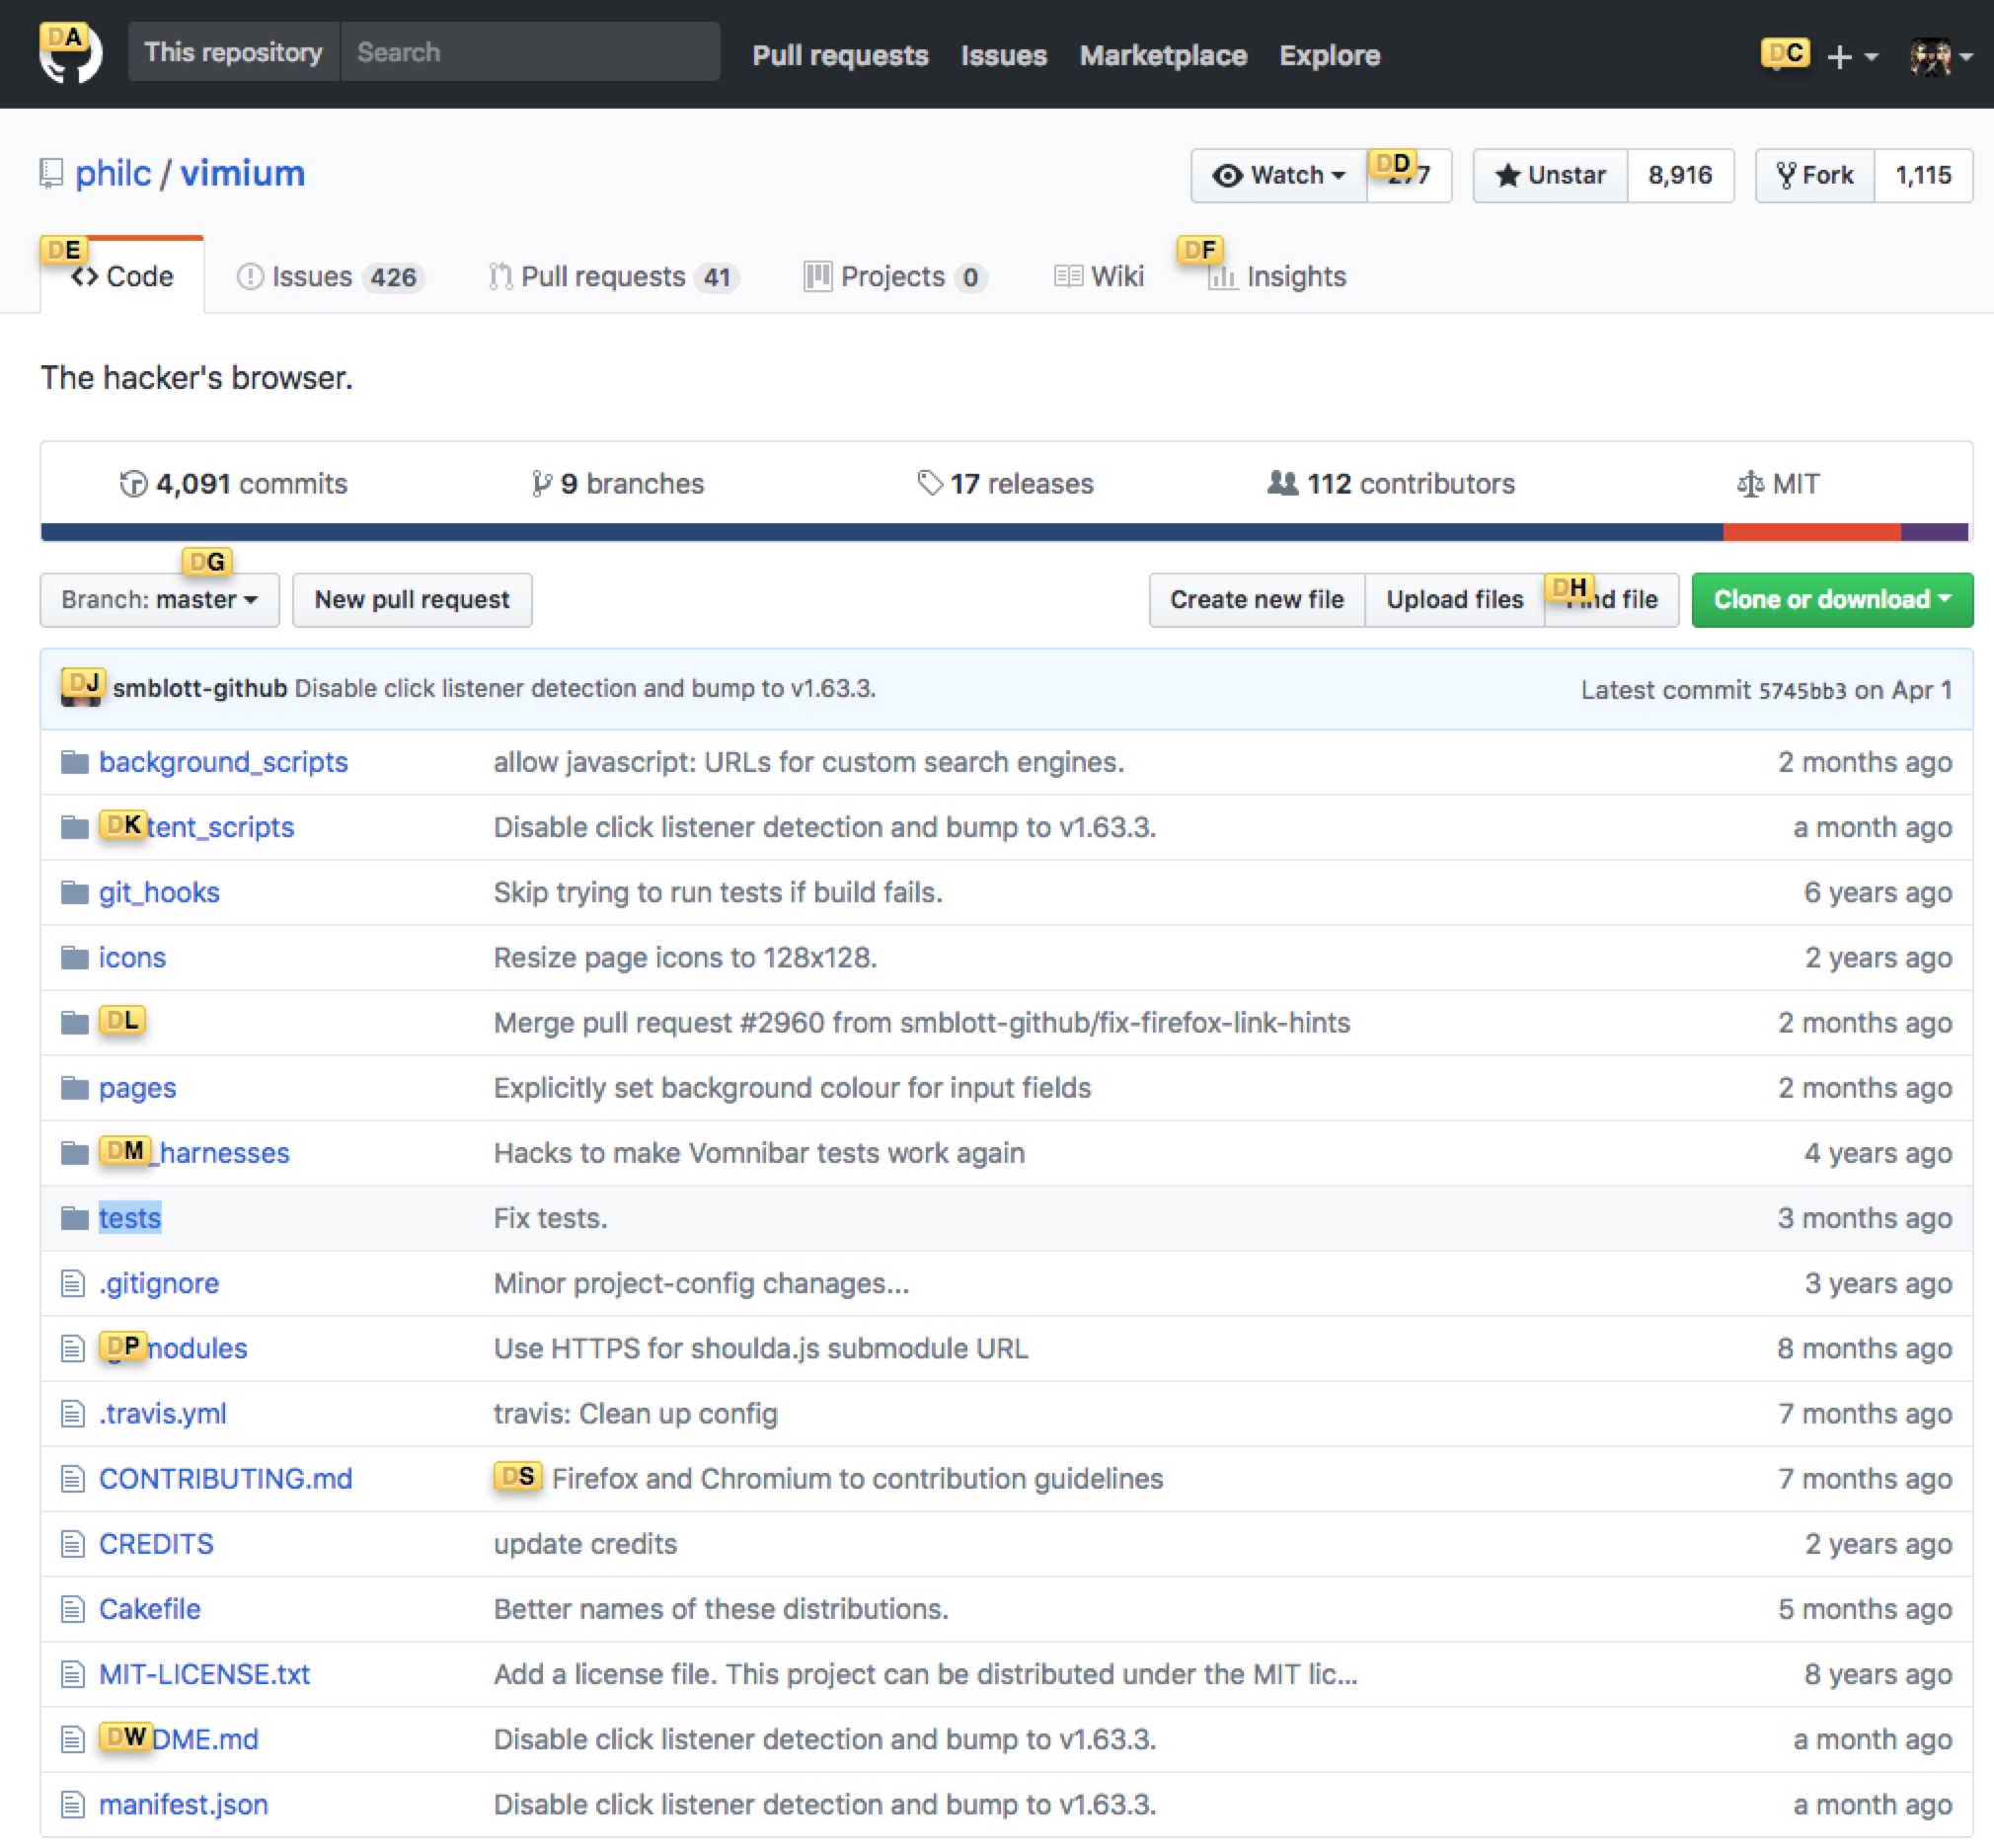 DA This repository Search Pull requests Issues Marketplace Explore DC
philc / vimium Watch DD 7 Unstar 8,916 Fork 1,115
DE DF
Code Issues 426 Pull requests 41 Projects 0 Wiki Insights
The hacker's browser.
4,091 commits 9 branches 17 releases 112 contributors MIT
DG
Branch: master New pull request Create new file Upload files DH nd file Clone or download
DJ smblott-github Disable click listener detection and bump to v1.63.3. Latest commit 5745bb3 on Apr 1
background_scripts allow javascript: URLs for custom search engines. 2 months ago
DK tent_scripts Disable click listener detection and bump to v1.63.3. a month ago
git_hooks Skip trying to run tests if build fails. 6 years ago
icons Resize page icons to 128x128. 2 years ago
DL Merge pull request #2960 from smblott-github/fix-firefox-link-hints 2 months ago
pages Explicitly set background colour for input fields 2 months ago
DM _harnesses Hacks to make Vomnibar tests work again 4 years ago
tests Fix tests. 3 months ago
.gitignore Minor project-config chanages... 3 years ago
DP modules Use HTTPS for shoulda.js submodule URL 8 months ago
.travis.yml travis: Clean up config 7 months ago
CONTRIBUTING.md DS Firefox and Chromium to contribution guidelines 7 months ago
CREDITS update credits 2 years ago
Cakefile Better names of these distributions. 5 months ago
MIT-LICENSE.txt Add a license file. This project can be distributed under the MIT lic... 8 years ago
DW DME.md Disable click listener detection and bump to v1.63.3. a month ago
manifest.json Disable click listener detection and bump to v1.63.3. a month ago